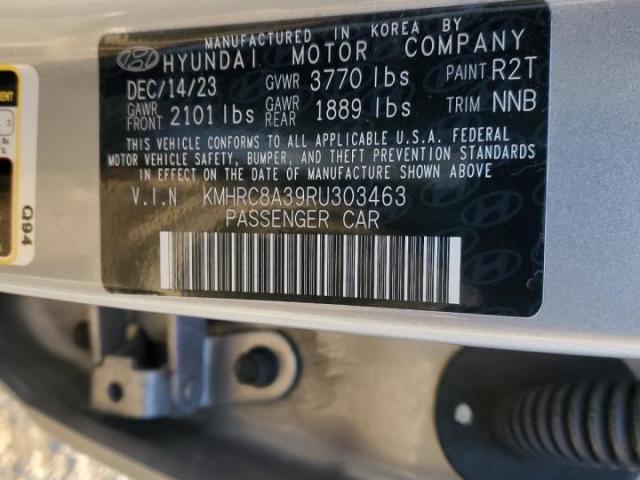 MANUFACTURED IN KOREA BY
HYUNDAI MOTOR COMPANY
DEC/14/23 GVWR 3770 lbs PAINT R2T
GAWR FRONT 2101 lbs GAWR REAR 1889 lbs TRIM NNB
THIS VEHICLE CONFORMS TO ALL APPLICABLE U.S.A. FEDERAL
MOTOR VEHICLE SAFETY, BUMPER, AND THEFT PREVENTION STANDARDS
IN EFFECT ON THE DATE OF MANUFACTURE SHOWN ABOVE
V.I.N KMHRC8A39RU303463
PASSENGER CAR
Q94